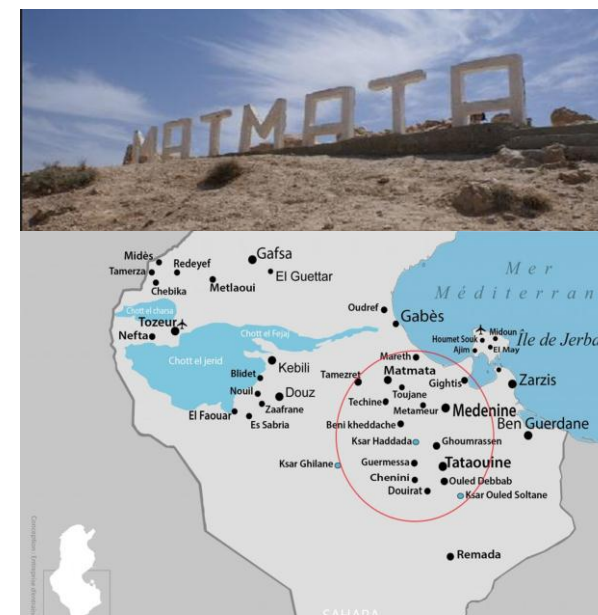 MATMATA
Gafsa
Midès
Redeyef
Tamerza
El Guettar
Metlaoui
Chebika
Mer
Méditerran
Oudref
Chott el charsa
Tozeur
Gabès
Midoun
Houmet Souk
Île de Jerba
Chott el Fejaj
Nefta
Ajim
El May
Mareth
Chott el jerid
Kebili
Tamezret
Matmata
Blidet
Gightis
Zarzis
Toujane
Nouil
Douz
Techine
Zaafrane
Metameur
Medenine
El Faouar
Es Sabria
Beni kheddache
Ben Guerdane
Ksar Haddada
Ghoumrassen
Ksar Ghilane
Guermessa
Tataouine
Chenini
Ouled Debbab
Douirat
Ksar Ouled Soltane
Remada
SAHARA